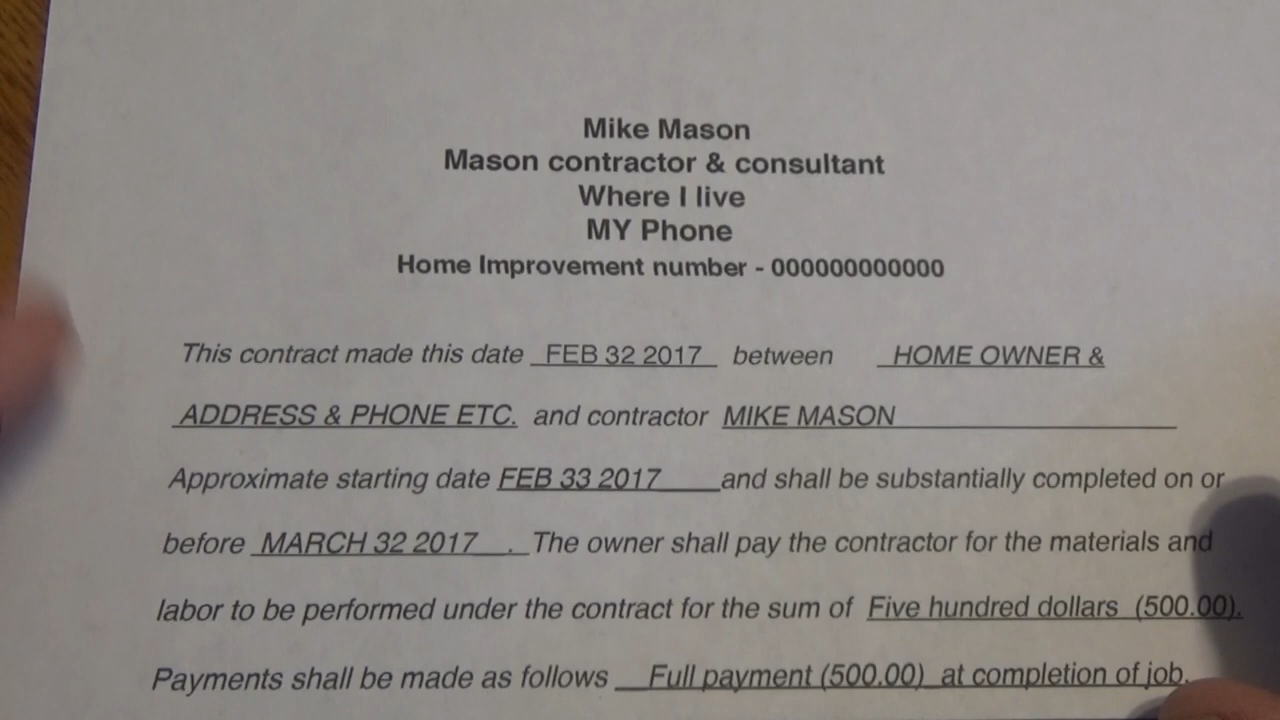 Mike Mason
Mason contractor & consultant
Where I live
MY Phone
Home Improvement number - 000000000000
This contract made this date FEB 32 2017 between HOME OWNER &
ADDRESS & PHONE ETC. and contractor MIKE MASON
Approximate starting date FEB 33 2017 and shall be substantially completed on or
before MARCH 32 2017 . The owner shall pay the contractor for the materials and
labor to be performed under the contract for the sum of Five hundred dollars (500.00).
Payments shall be made as follows Full payment (500.00) at completion of job.